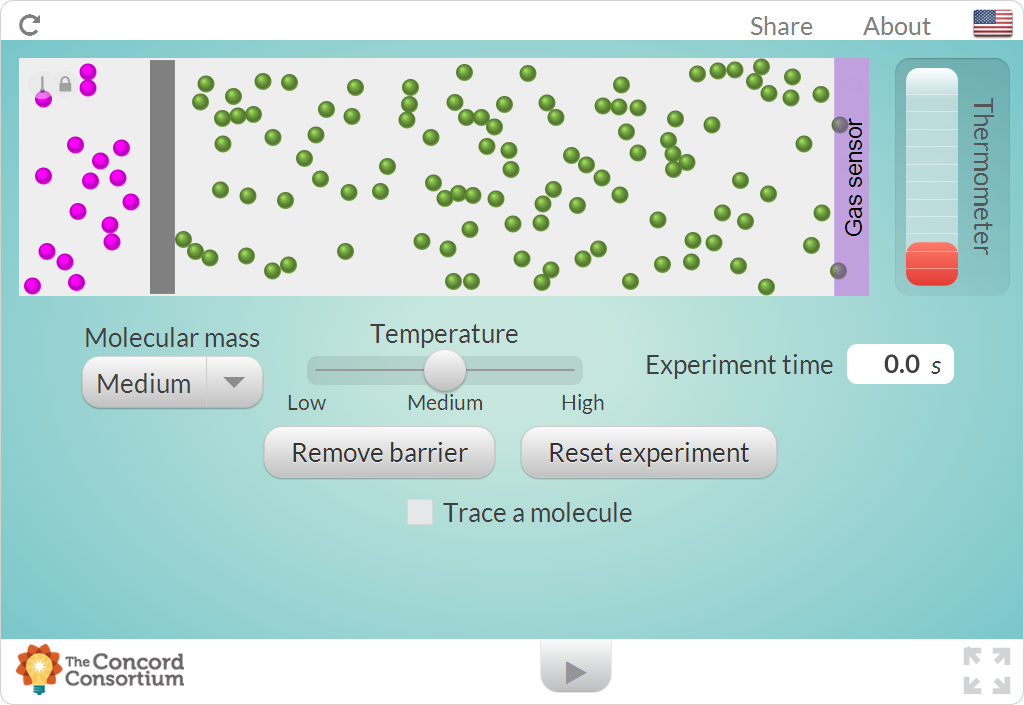 Share
About
Gas sensor
Thermometer
Molecular mass
Medium
Temperature
Low
Medium
High
Experiment time
0.0 s
Remove barrier
Reset experiment
Trace a molecule
The Concord
Consortium